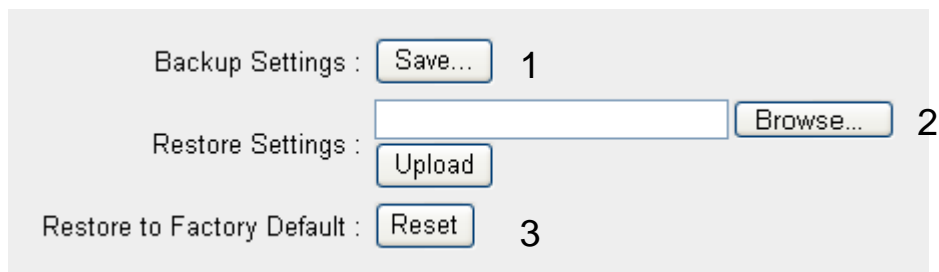 Backup Settings : Save... 1
Browse... 2
Restore Settings :
Upload
Restore to Factory Default : Reset 3